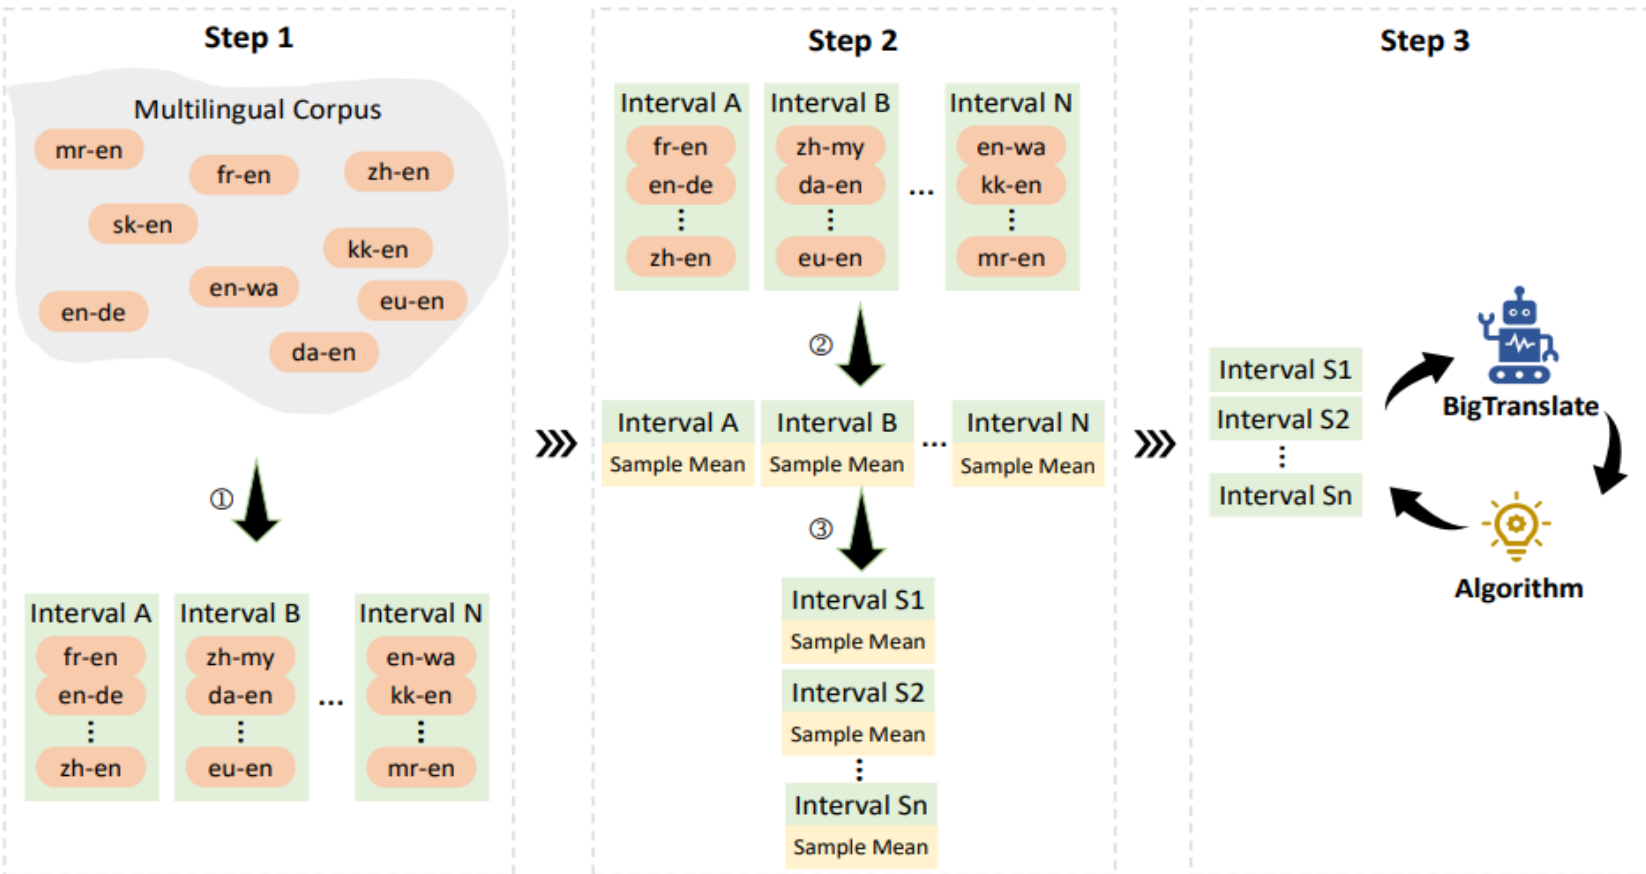 Step 1
Multilingual Corpus
mr-en
fr-en
zh-en
sk-en
kk-en
en-wa
eu-en
en-de
da-en
①
Interval A
fr-en
en-de
⋮
zh-en
Interval B
zh-my
da-en
⋮
eu-en
...
Interval N
en-wa
kk-en
⋮
mr-en
Step 2
Interval A
fr-en
en-de
⋮
zh-en
Interval B
zh-my
da-en
⋮
eu-en
...
Interval N
en-wa
kk-en
⋮
mr-en
②
Interval A
Sample Mean
Interval B
Sample Mean
...
Interval N
Sample Mean
③
Interval S1
Sample Mean
Interval S2
Sample Mean
⋮
Interval Sn
Sample Mean
Step 3
Interval S1
Interval S2
⋮
Interval Sn
BigTranslate
Algorithm